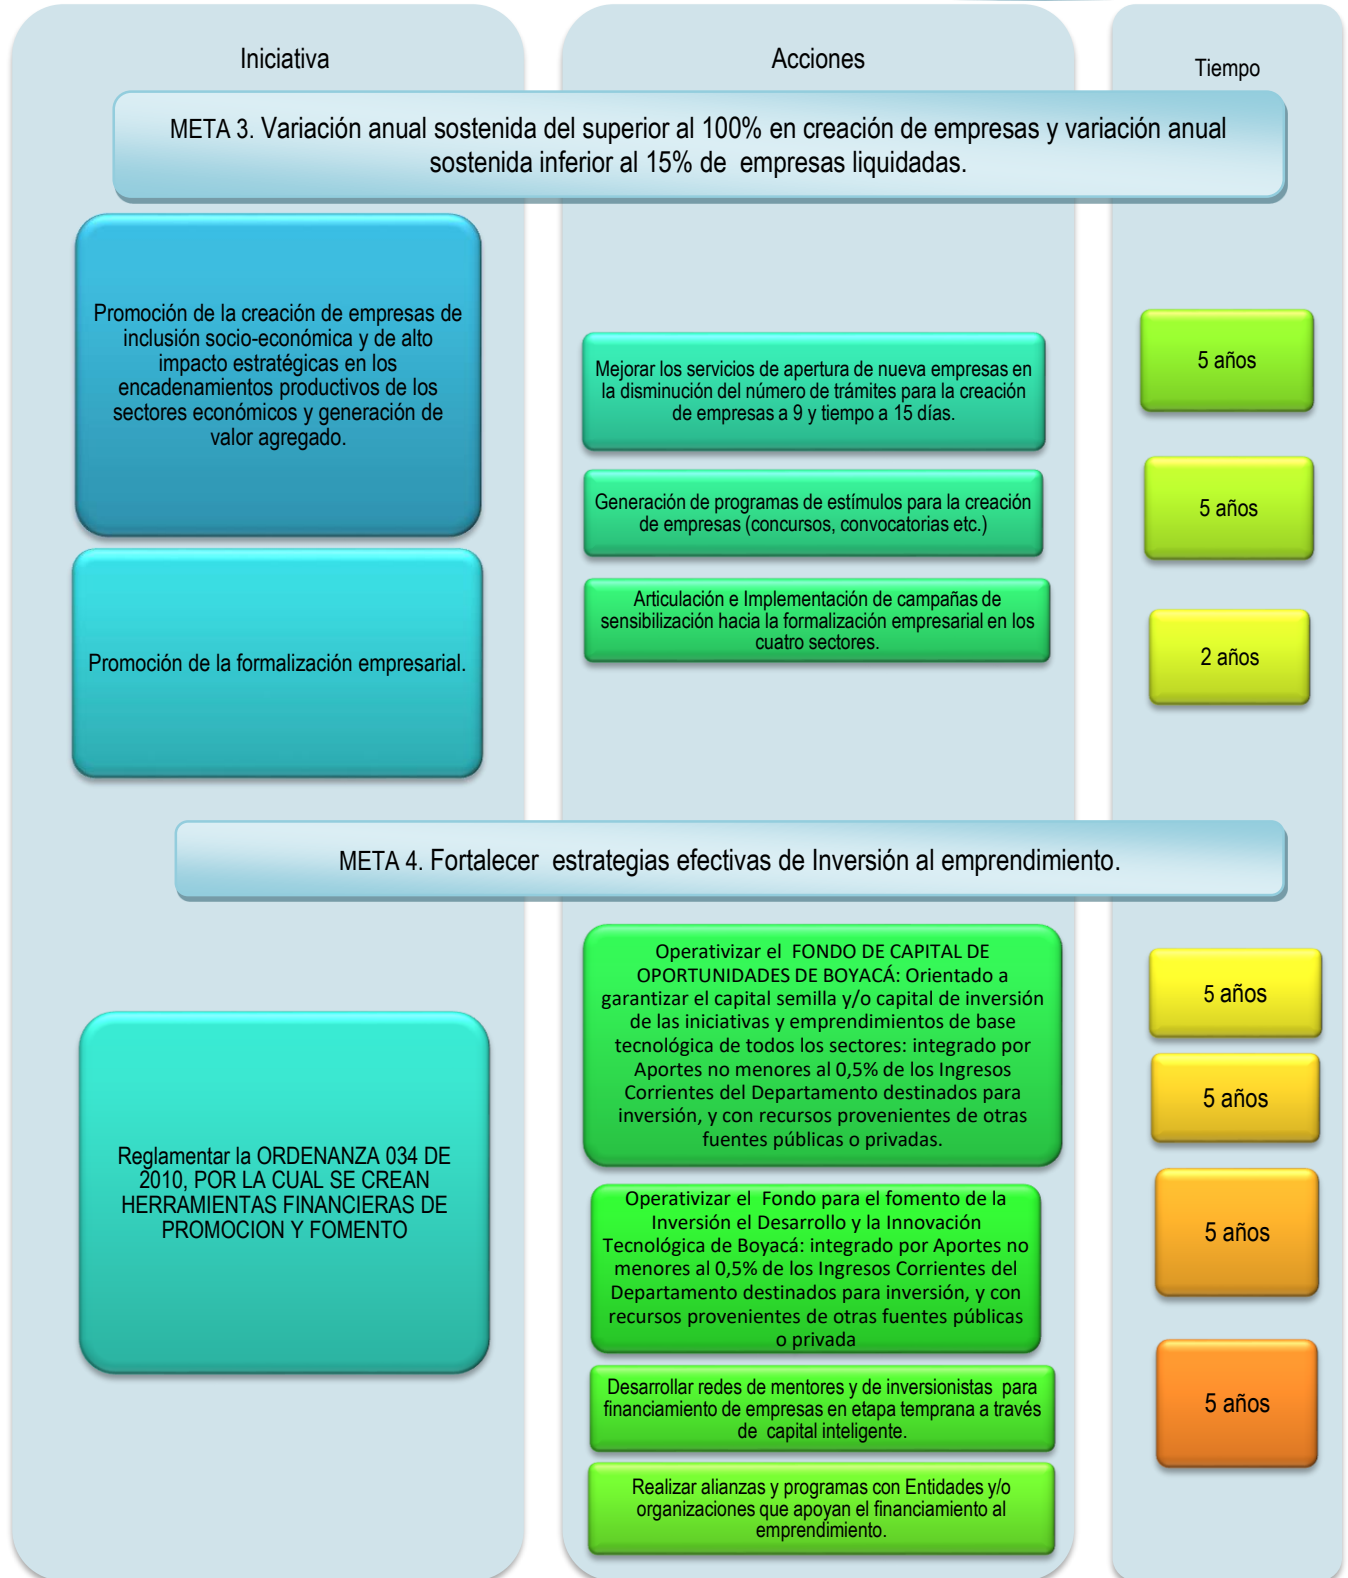 Iniciativa
Acciones
Tiempo
META 3. Variación anual sostenida del superior al 100% en creación de empresas y variación anual
sostenida inferior al 15% de empresas liquidadas.
Promoción de la creación de empresas de
inclusión socio-económica y de alto
impacto estratégicas en los
encadenamientos productivos de los
sectores económicos y generación de
valor agregado.
Promoción de la formalización empresarial.
Mejorar los servicios de apertura de nueva empresas en
la disminución del número de trámites para la creación
de empresas a 9 y tiempo a 15 días.
Generación de programas de estímulos para la creación
de empresas (concursos, convocatorias etc.)
Articulación e Implementación de campañas de
sensibilización hacia la formalización empresarial en los
cuatro sectores.
5 años
5 años
2 años
META 4. Fortalecer estrategias efectivas de Inversión al emprendimiento.
Reglamentar la ORDENANZA 034 DE
2010, POR LA CUAL SE CREAN
HERRAMIENTAS FINANCIERAS DE
PROMOCION Y FOMENTO
Operativizar el FONDO DE CAPITAL DE
OPORTUNIDADES DE BOYACÁ: Orientado a
garantizar el capital semilla y/o capital de inversión
de las iniciativas y emprendimientos de base
tecnológica de todos los sectores: integrado por
Aportes no menores al 0,5% de los Ingresos
Corrientes del Departamento destinados para
inversión, y con recursos provenientes de otras
fuentes públicas o privadas.
Operativizar el Fondo para el fomento de la
Inversión el Desarrollo y la Innovación
Tecnológica de Boyacá: integrado por Aportes no
menores al 0,5% de los Ingresos Corrientes del
Departamento destinados para inversión, y con
recursos provenientes de otras fuentes públicas
o privada
Desarrollar redes de mentores y de inversionistas para
financiamiento de empresas en etapa temprana a través
de capital inteligente.
Realizar alianzas y programas con Entidades y/o
organizaciones que apoyan el financiamiento al
emprendimiento.
5 años
5 años
5 años
5 años